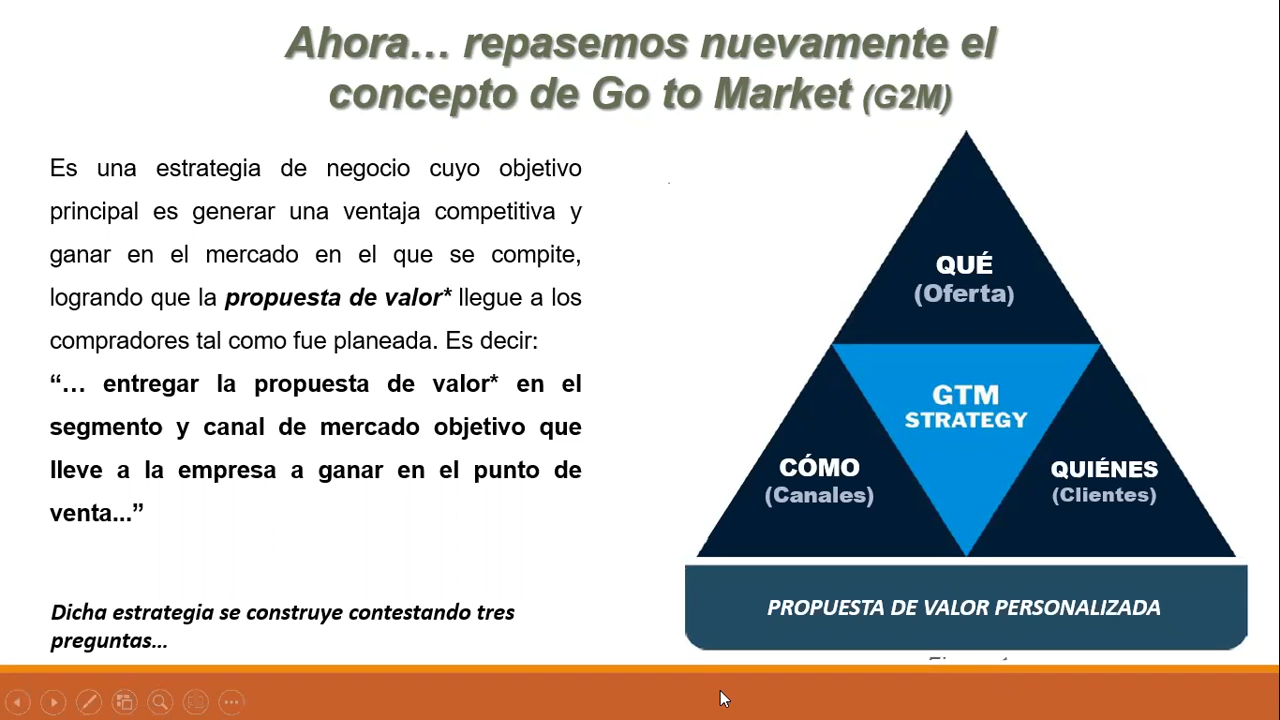 Ahora… repasemos nuevamente el
concepto de Go to Market (G2M)
Es una estrategia de negocio cuyo objetivo
principal es generar una ventaja competitiva y
ganar en el mercado en el que se compite,
logrando que la propuesta de valor* llegue a los
compradores tal como fue planeada. Es decir:
“… entregar la propuesta de valor* en el
segmento y canal de mercado objetivo que
lleve a la empresa a ganar en el punto de
venta...”
Dicha estrategia se construye contestando tres
preguntas…
QUÉ
(Oferta)
GTM
STRATEGY
CÓMO
(Canales)
QUIÉNES
(Clientes)
PROPUESTA DE VALOR PERSONALIZADA